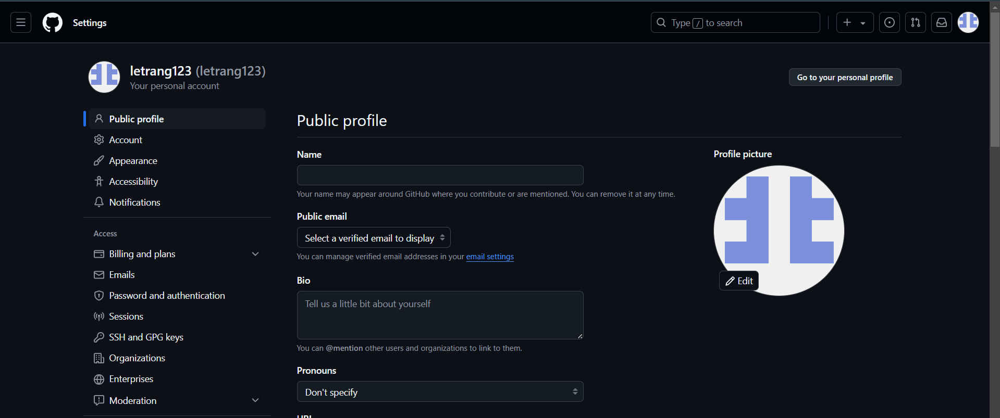 Settings
Type / to search
letrang123 (letrang123)
Your personal account
Go to your personal profile
Public profile
Account
Appearance
Accessibility
Notifications
Access
Billing and plans
Emails
Password and authentication
Sessions
SSH and GPG keys
Organizations
Enterprises
Moderation
Public profile
Name
Your name may appear around GitHub where you contribute or are mentioned. You can remove it at any time.
Public email
Select a verified email to display
You can manage verified email addresses in your email settings
Bio
Tell us a little bit about yourself
You can @mention other users and organizations to link to them.
Pronouns
Don't specify
Profile picture
Edit